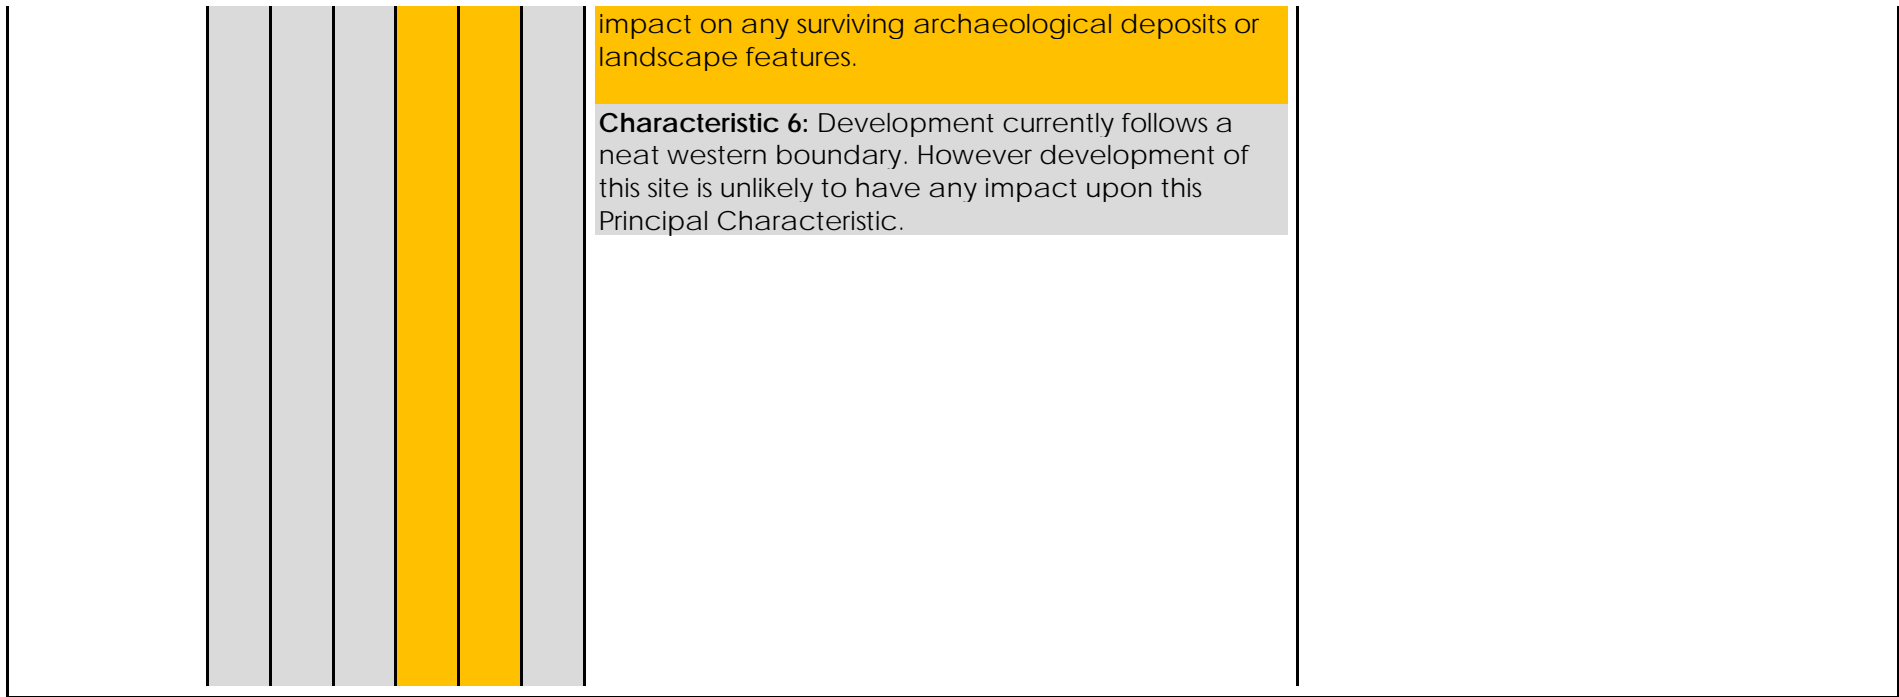 impact on any surviving archaeological deposits or
landscape features.
Characteristic 6: Development currently follows a
neat western boundary. However development of
this site is unlikely to have any impact upon this
Principal Characteristic.